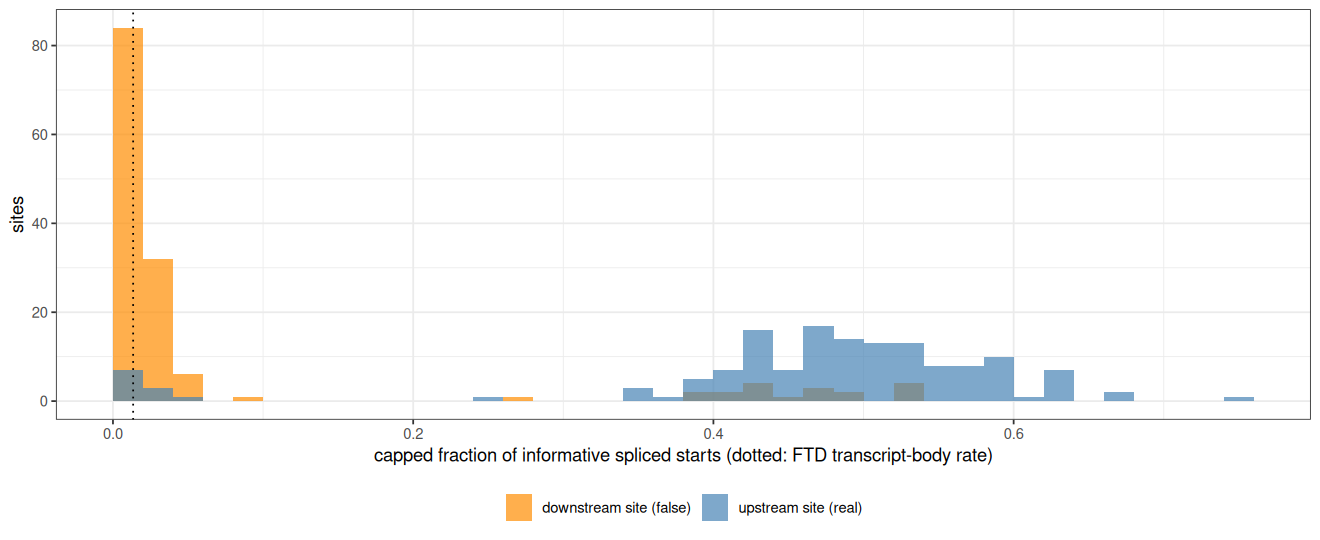 sites
80
60
40
20
0
0.0 0.2 0.4 0.6
capped fraction of informative spliced starts (dotted: FTD transcript-body rate)
downstream site (false) upstream site (real)